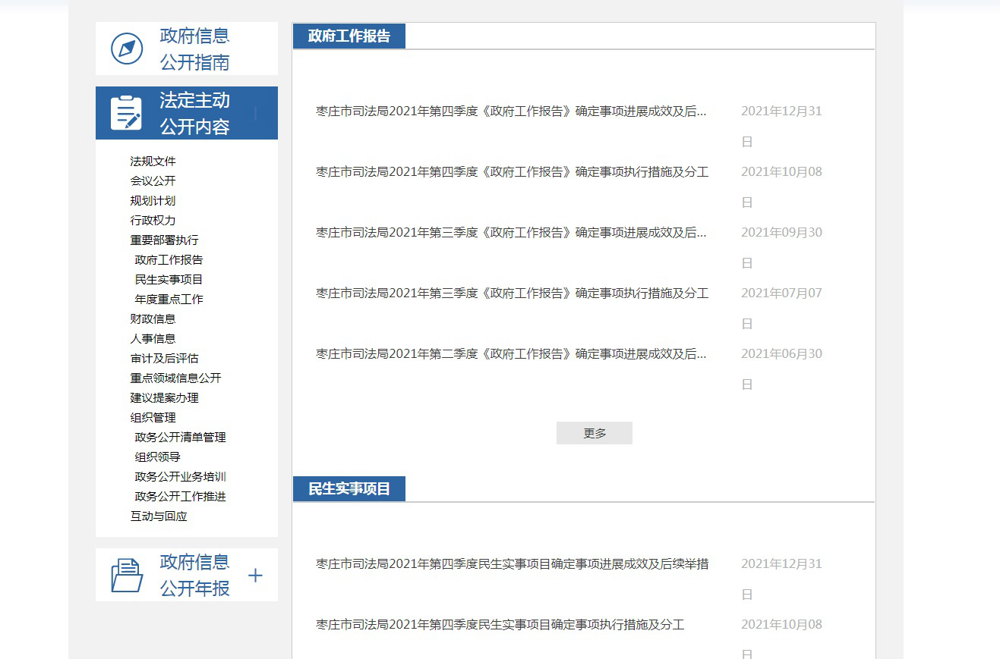 政府信息
公开指南
法定主动
公开内容
法规文件
会议公开
规划计划
行政权力
重要部署执行
政府工作报告
民生实事项目
年度重点工作
财政信息
人事信息
审计及后评估
重点领域信息公开
建议提案办理
组织管理
政务公开清单管理
组织领导
政务公开业务培训
政务公开工作推进
互动与回应
政府信息
公开年报
政府工作报告
枣庄市司法局2021年第四季度《政府工作报告》确定事项进展成效及后... 2021年12月31
日
枣庄市司法局2021年第四季度《政府工作报告》确定事项执行措施及分工 2021年10月08
日
枣庄市司法局2021年第三季度《政府工作报告》确定事项进展成效及后... 2021年09月30
日
枣庄市司法局2021年第三季度《政府工作报告》确定事项执行措施及分工 2021年07月07
日
枣庄市司法局2021年第二季度《政府工作报告》确定事项进展成效及后... 2021年06月30
日
更多
民生实事项目
枣庄市司法局2021年第四季度民生实事项目确定事项进展成效及后续举措 2021年12月31
日
枣庄市司法局2021年第四季度民生实事项目确定事项执行措施及分工 2021年10月08
日